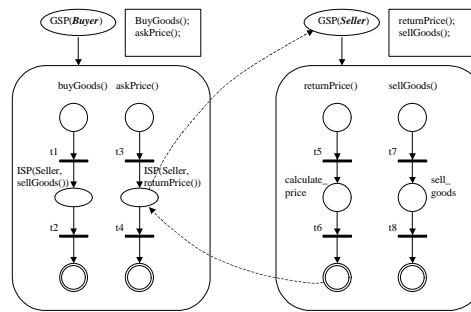 GSP(Buyer)
BuyGoods();
askPrice();
GSP(Seller)
returnPrice();
sellGoods();
buyGoods() askPrice()
t1
t3
ISP(Seller,
sellGoods())
ISP(Seller,
returnPrice())
t2
t4
returnPrice()
sellGoods()
t5
t7
calculate_
price
sell_
goods
t6
t8